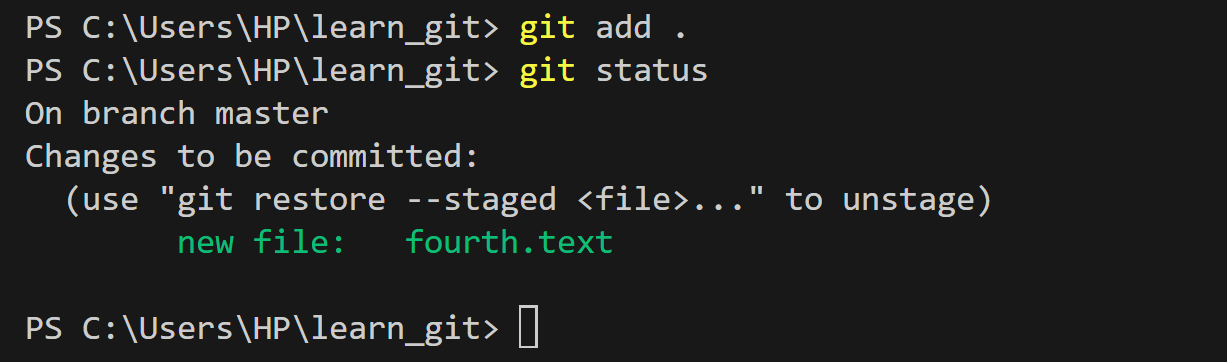 PS C:\Users\HP\learn_git> git add .
PS C:\Users\HP\learn_git> git status
On branch master
Changes to be committed:
  (use "git restore --staged <file>..." to unstage)
        new file:   fourth.text

PS C:\Users\HP\learn_git>